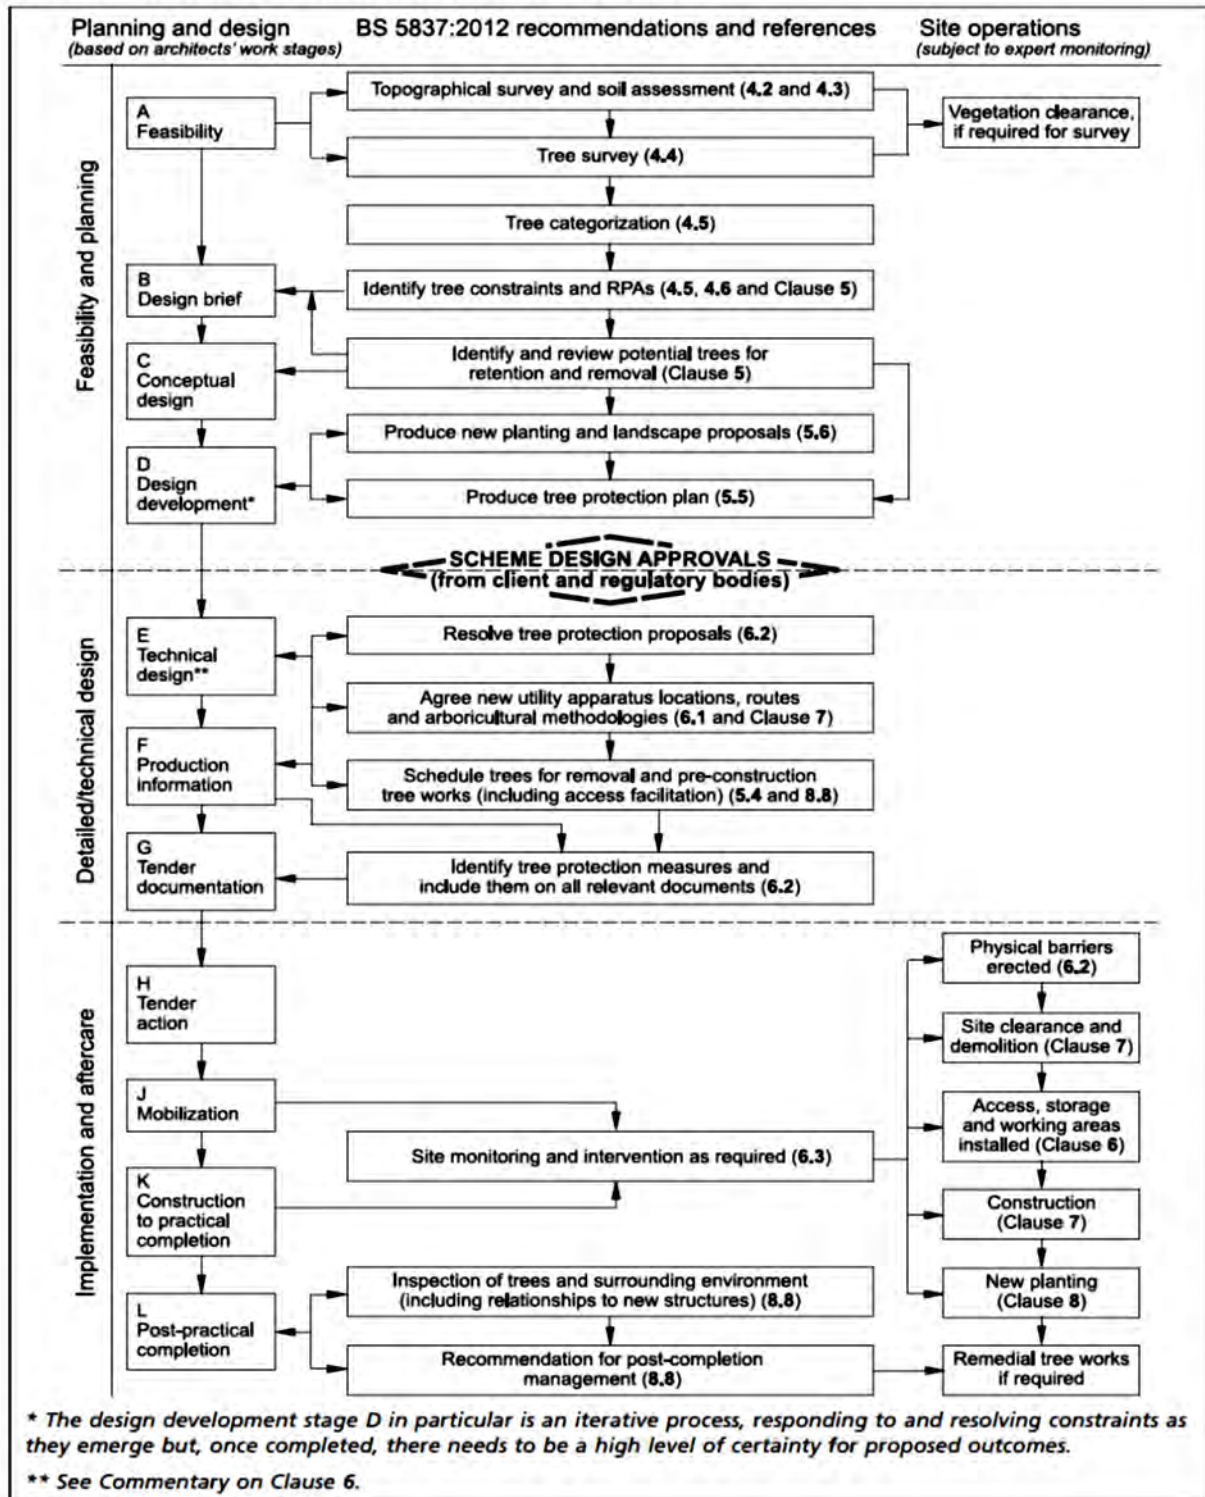 Planning and design
(based on architects' work stages)
BS 5837:2012 recommendations and references
Site operations
(subject to expert monitoring)
Feasibility and planning
A
Feasibility
Topographical survey and soil assessment (4.2 and 4.3)
Vegetation clearance,
if required for survey
Tree survey (4.4)
Tree categorization (4.5)
B
Design brief
Identify tree constraints and RPAs (4.5, 4.6 and Clause 5)
C
Conceptual
design
Identify and review potential trees for
retention and removal (Clause 5)
Produce new planting and landscape proposals (5.6)
D
Design
development*
Produce tree protection plan (5.5)
SCHEME DESIGN APPROVALS
(from client and regulatory bodies)
Detailed/technical design
E
Technical
design**
Resolve tree protection proposals (6.2)
Agree new utility apparatus locations, routes
and arboricultural methodologies (6.1 and Clause 7)
F
Production
information
Schedule trees for removal and pre-construction
tree works (including access facilitation) (5.4 and 8.8)
G
Tender
documentation
Identify tree protection measures and
include them on all relevant documents (6.2)
Implementation and aftercare
H
Tender
action
Physical barriers
erected (6.2)
Site clearance and
demolition (Clause 7)
J
Mobilization
Access, storage
and working areas
installed (Clause 6)
Site monitoring and intervention as required (6.3)
K
Construction
to practical
completion
Construction
(Clause 7)
New planting
(Clause 8)
L
Post-practical
completion
Inspection of trees and surrounding environment
(including relationships to new structures) (8.8)
Recommendation for post-completion
management (8.8)
Remedial tree works
if required
* The design development stage D in particular is an iterative process, responding to and resolving constraints as
they emerge but, once completed, there needs to be a high level of certainty for proposed outcomes.
** See Commentary on Clause 6.